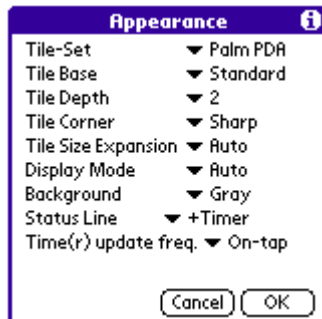 Appearance i
Tile-Set Palm PDA
Tile Base Standard
Tile Depth 2
Tile Corner Sharp
Tile Size Expansion Auto
Display Mode Auto
Background Gray
Status Line +Timer
Time(r) update freq. On-tap
Cancel OK